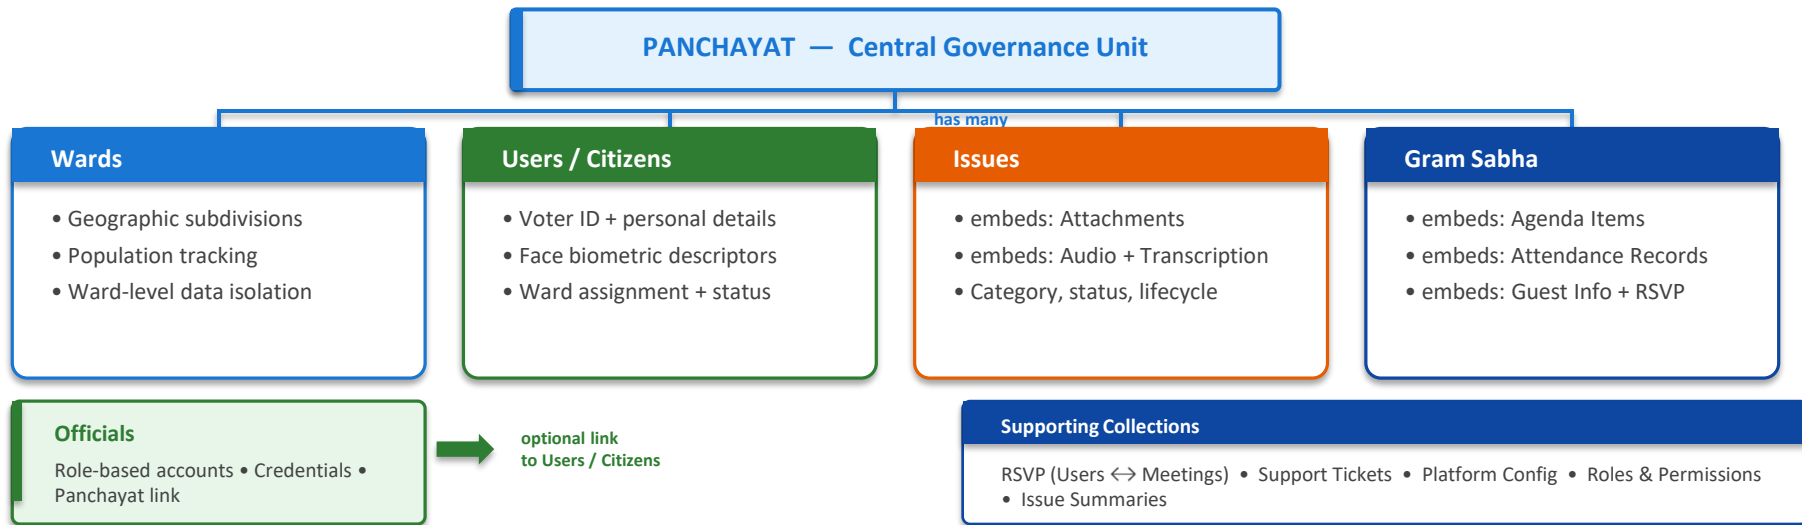 PANCHAYAT — Central Governance Unit
has many
Wards
• Geographic subdivisions
• Population tracking
• Ward-level data isolation
Users / Citizens
• Voter ID + personal details
• Face biometric descriptors
• Ward assignment + status
Issues
• embeds: Attachments
• embeds: Audio + Transcription
• Category, status, lifecycle
Gram Sabha
• embeds: Agenda Items
• embeds: Attendance Records
• embeds: Guest Info + RSVP
Officials
Role-based accounts • Credentials •
Panchayat link
optional link
to Users / Citizens
Supporting Collections
RSVP (Users ↔ Meetings) • Support Tickets • Platform Config • Roles & Permissions
• Issue Summaries